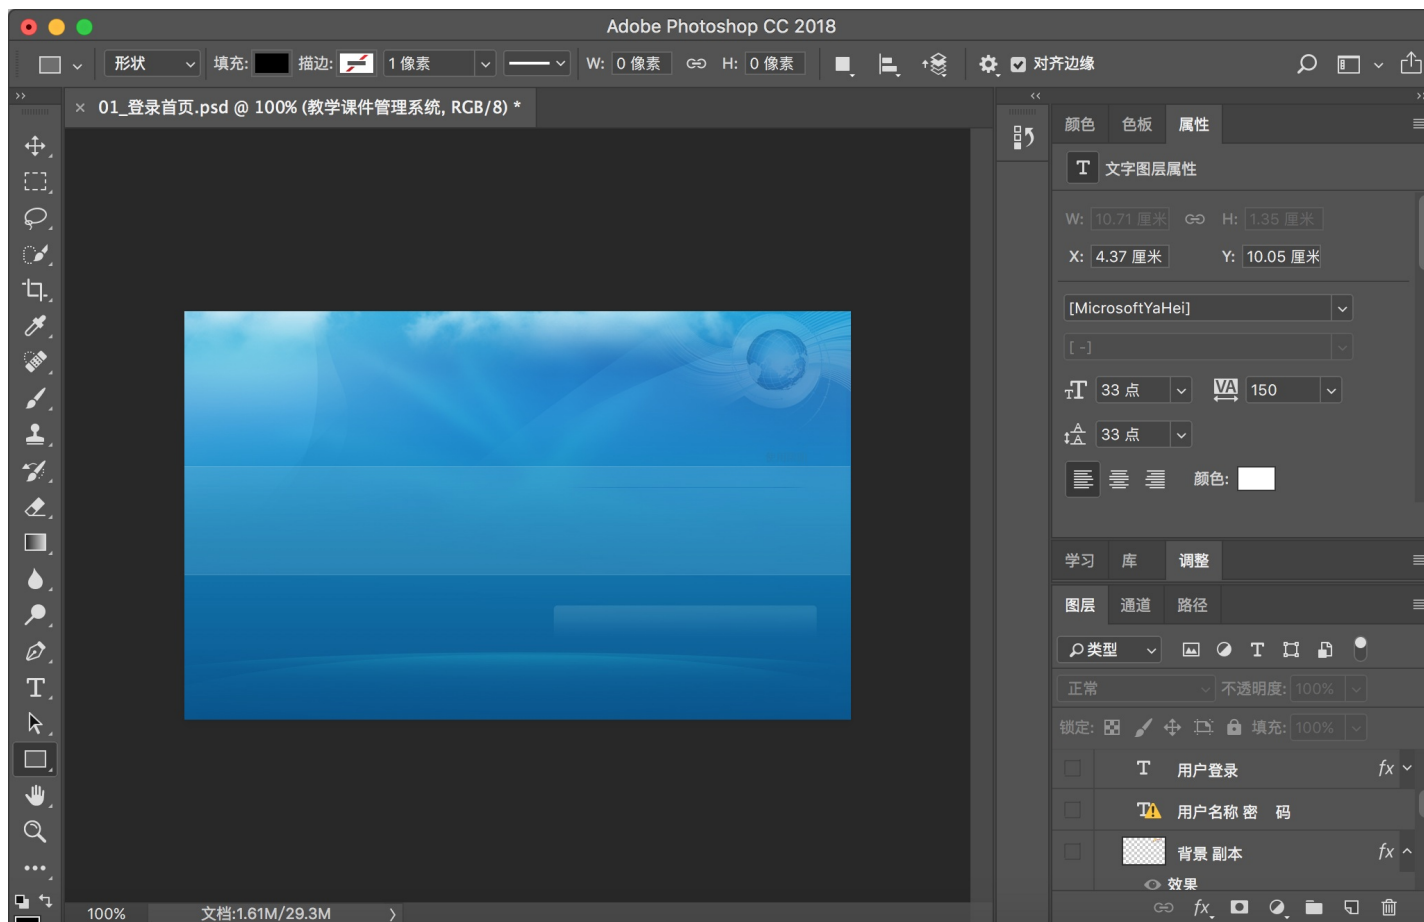 Adobe Photoshop CC 2018
形状 填充: 描边: 1 像素 W: 0 像素 H: 0 像素 对齐边缘
× 01_登录首页.psd @ 100% (教学课件管理系统, RGB/8) *
颜色 色板 属性
T 文字图层属性
W: 10.71 厘米 H: 1.35 厘米
X: 4.37 厘米 Y: 10.05 厘米
[MicrosoftYaHei]
[ -]
33 点 VA 150
33 点
颜色:
学习 库 调整
图层 通道 路径
类型
正常 不透明度: 100%
锁定: 填充: 100%
T 用户登录 fx
用户名称 密 码
背景 副本 fx
效果
100% 文档:1.61M/29.3M
fx